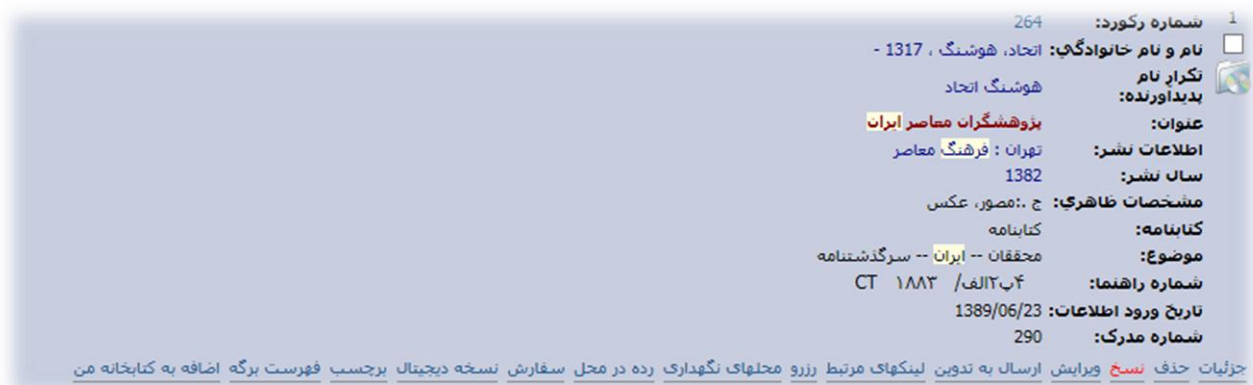 1 شماره رکورد: 264
نام و نام خانوادگي: اتحاد، هوشنگ ، 1317 -
تکرار نام پدیدآورنده: هوشنگ اتحاد
عنوان: پژوهشگران معاصر ایران
اطلاعات نشر: تهران : فرهنگ معاصر
سال نشر: 1382
مشخصات ظاهري: ج .:مصور، عکس
کتابنامه: کتابنامه
موضوع: محققان -- ایران -- سرگذشتنامه
شماره راهنما: ۴پ۲الف/ ۱۸۸۳ CT
تاریخ ورود اطلاعات: 1389/06/23
شماره مدرک: 290
جزئیات حذف نسخ ویرایش ارسال به تدوین لینکهای مرتبط رزرو محلهای نگهداری رده در محل سفارش نسخه دیجیتال برچسب فهرست برگه اضافه به کتابخانه من